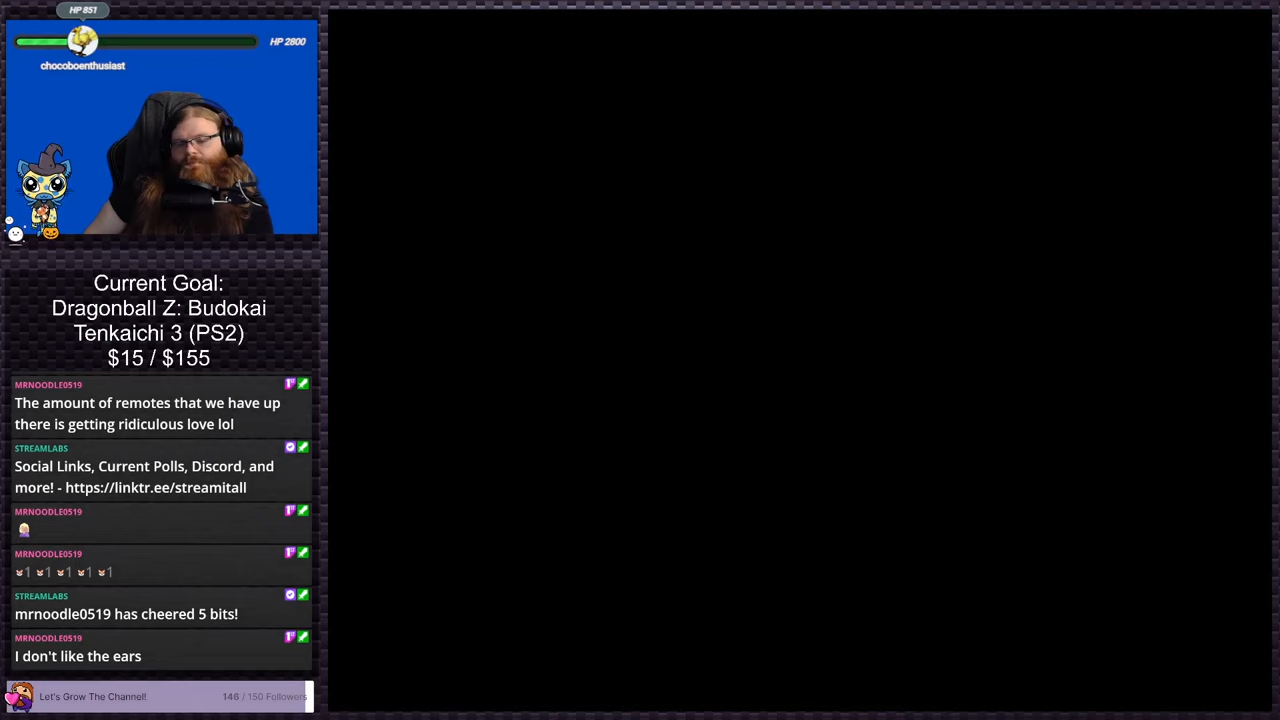 HP 851
HP 2800
chocoboenthusiast
Current Goal:
Dragonball Z: Budokai
Tenkaichi 3 (PS2)
$15 / $155
MRNOODLE0519
The amount of remotes that we have up
there is getting ridiculous love lol
STREAMLABS
Social Links, Current Polls, Discord, and
more! - https://linktr.ee/streamitall
MRNOODLE0519
MRNOODLE0519
1 1 1 1 1
STREAMLABS
mrnoodle0519 has cheered 5 bits!
MRNOODLE0519
I don't like the ears
Let's Grow The Channel! 146 / 150 Followers